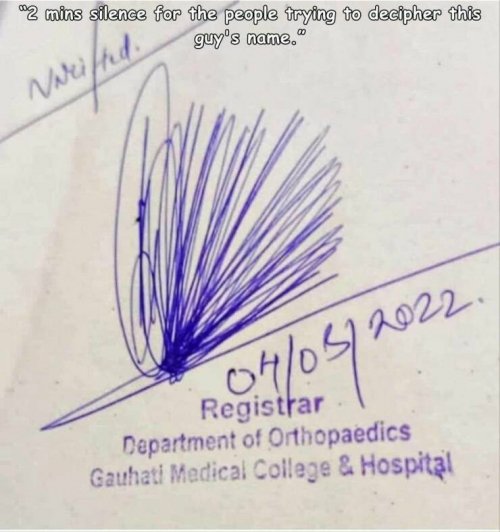 “2 mins silence for the people trying to decipher this
guy's name.”
04/03/2022.
Registrar
Department of Orthopaedics
Gauhati Medical College & Hospital